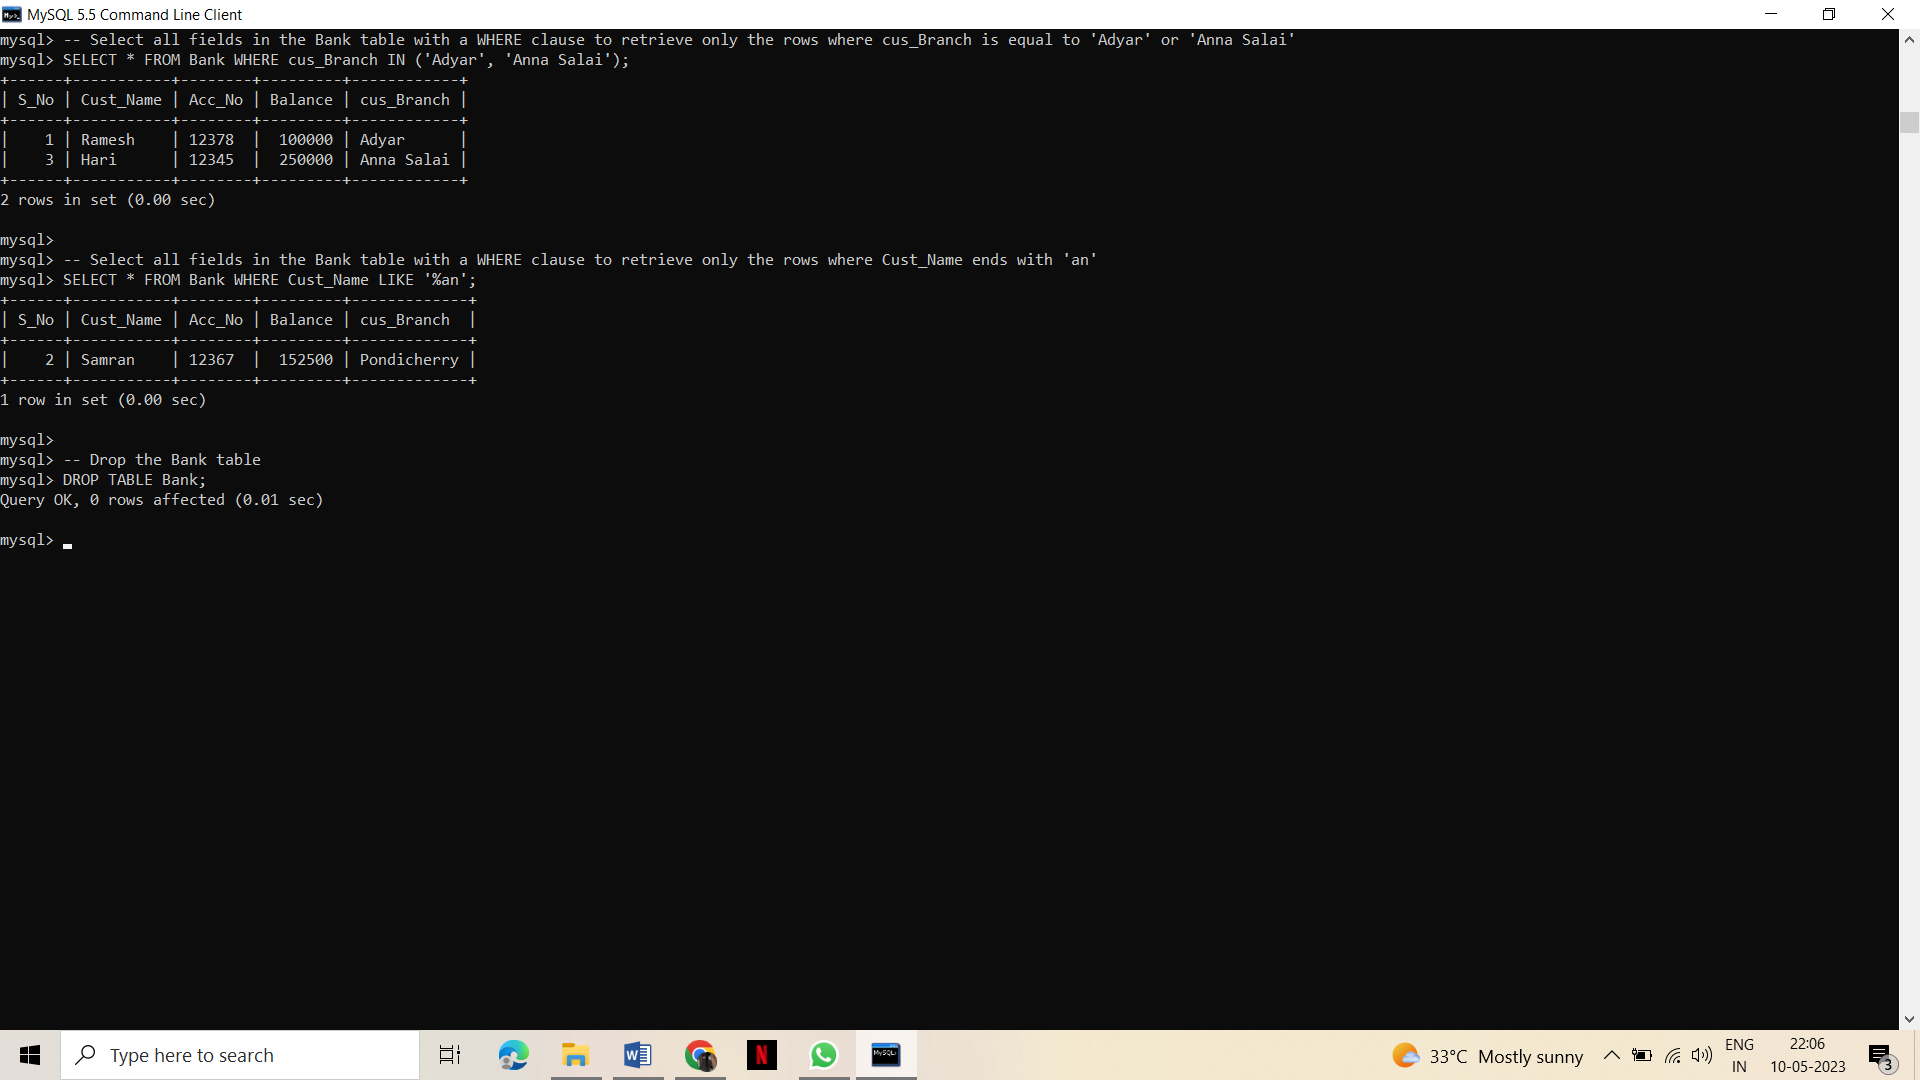 MySQL 5.5 Command Line Client
mysql> -- Select all fields in the Bank table with a WHERE clause to retrieve only the rows where cus_Branch is equal to 'Adyar' or 'Anna Salai'
mysql> SELECT * FROM Bank WHERE cus_Branch IN ('Adyar', 'Anna Salai');
+------+-----------+--------+---------+------------+
| S_No | Cust_Name | Acc_No | Balance | cus_Branch |
+------+-----------+--------+---------+------------+
|    1 | Ramesh    | 12378  |  100000 | Adyar      |
|    3 | Hari      | 12345  |  250000 | Anna Salai |
+------+-----------+--------+---------+------------+
2 rows in set (0.00 sec)
mysql>
mysql> -- Select all fields in the Bank table with a WHERE clause to retrieve only the rows where Cust_Name ends with 'an'
mysql> SELECT * FROM Bank WHERE Cust_Name LIKE '%an';
+------+-----------+--------+---------+-------------+
| S_No | Cust_Name | Acc_No | Balance | cus_Branch  |
+------+-----------+--------+---------+-------------+
|    2 | Samran    | 12367  |  152500 | Pondicherry |
+------+-----------+--------+---------+-------------+
1 row in set (0.00 sec)
mysql>
mysql> -- Drop the Bank table
mysql> DROP TABLE Bank;
Query OK, 0 rows affected (0.01 sec)
mysql> _
Type here to search
33°C Mostly sunny
ENG
IN
22:06
10-05-2023
3